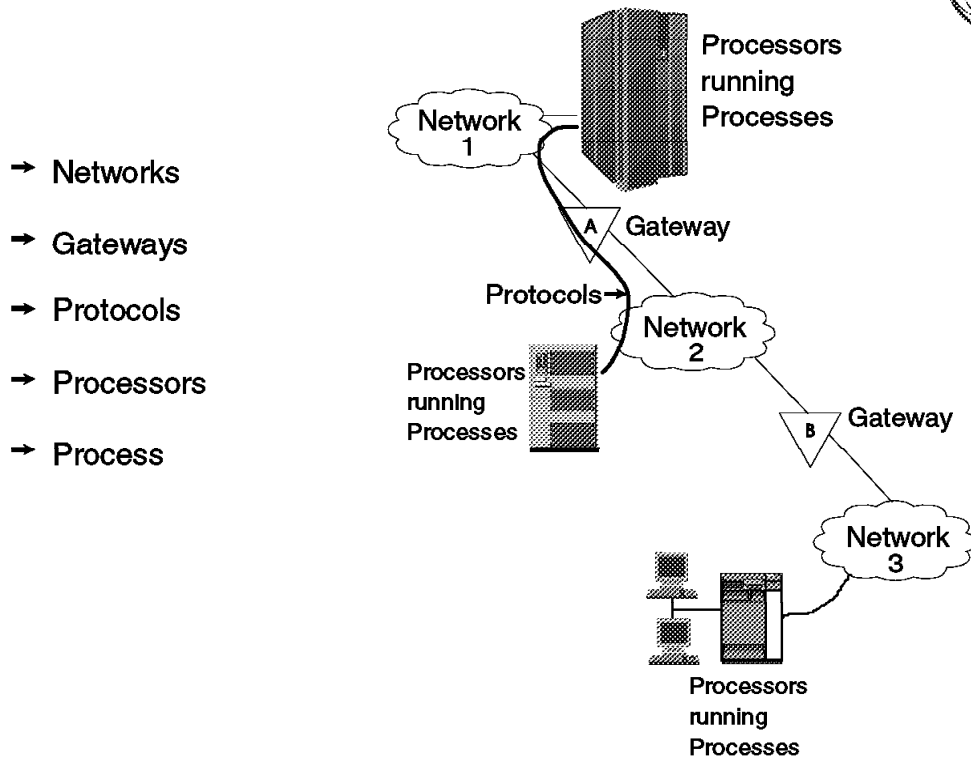 → Networks
→ Gateways
→ Protocols
→ Processors
→ Process
Processors
running
Processes
Network
1
A
Gateway
Protocols
Network
2
Processors
running
Processes
B
Gateway
Network
3
Processors
running
Processes